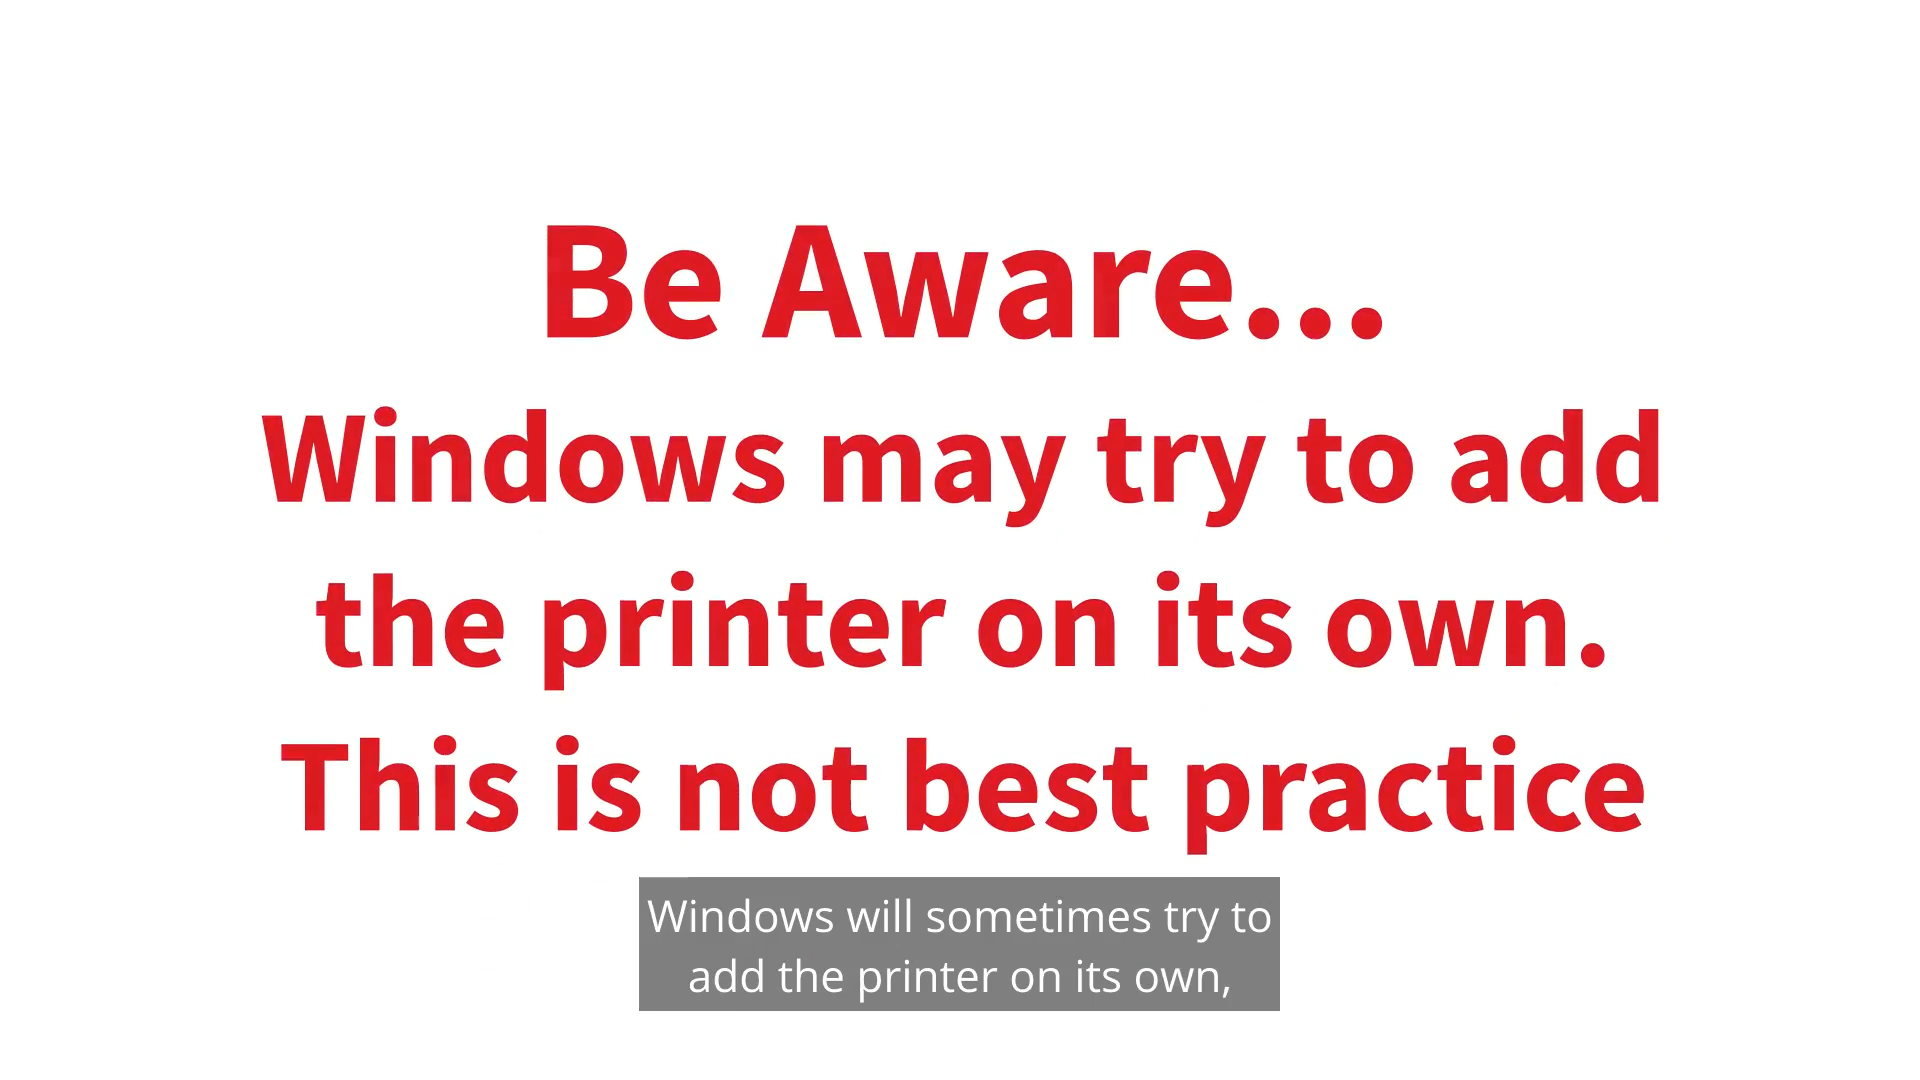 Be Aware...
Windows may try to add
the printer on its own.
This is not best practice
Windows will sometimes try to
add the printer on its own,